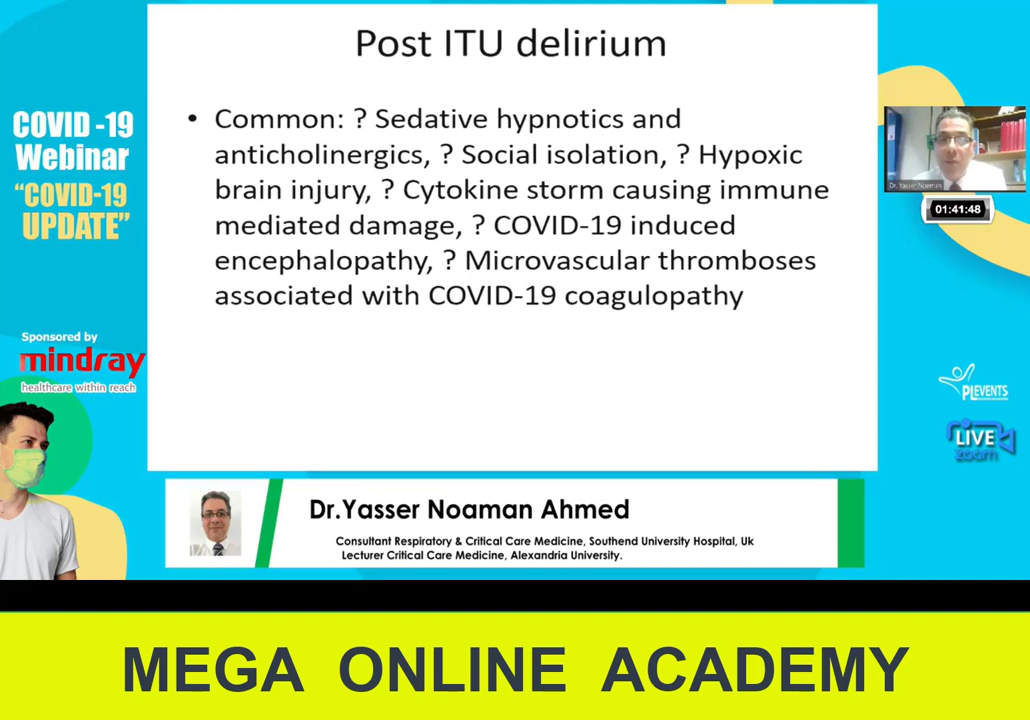 Post ITU delirium
• Common: ? Sedative hypnotics and
anticholinergics, ? Social isolation, ? Hypoxic
brain injury, ? Cytokine storm causing immune
mediated damage, ? COVID-19 induced
encephalopathy, ? Microvascular thromboses
associated with COVID-19 coagulopathy
COVID -19
Webinar
"COVID-19
UPDATE"
Sponsored by
mindray
healthcare within reach
Dr. Yasser Noaman
01:41:48
PLEVENTS
LIVE
zoom
Dr.Yasser Noaman Ahmed
Consultant Respiratory & Critical Care Medicine, Southend University Hospital, Uk
Lecturer Critical Care Medicine, Alexandria University.
MEGA ONLINE ACADEMY